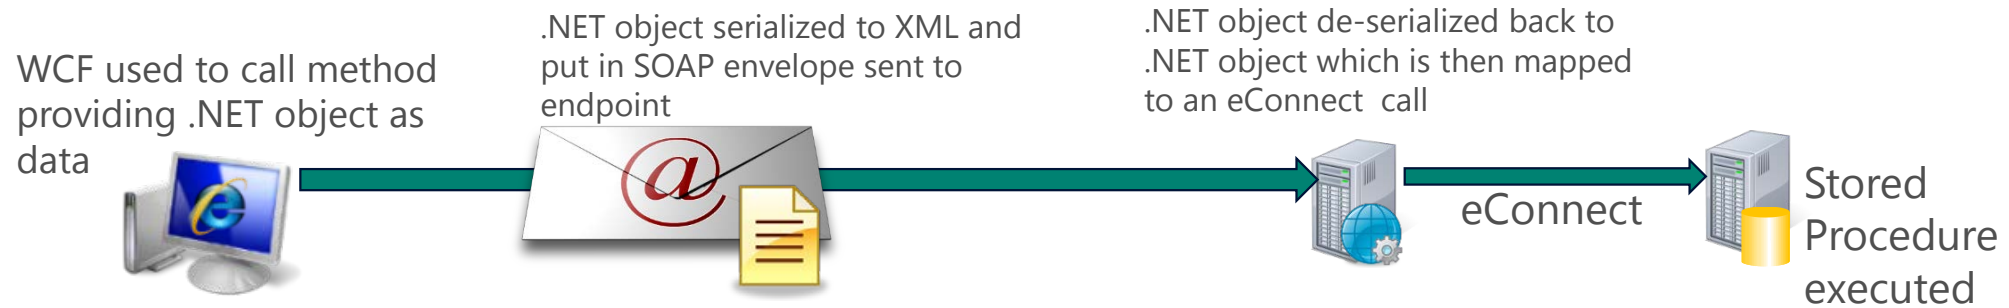 WCF used to call method
providing .NET object as
data
.NET object serialized to XML and
put in SOAP envelope sent to
endpoint
@
.NET object de-serialized back to
.NET object which is then mapped
to an eConnect  call
eConnect
Stored
Procedure
executed